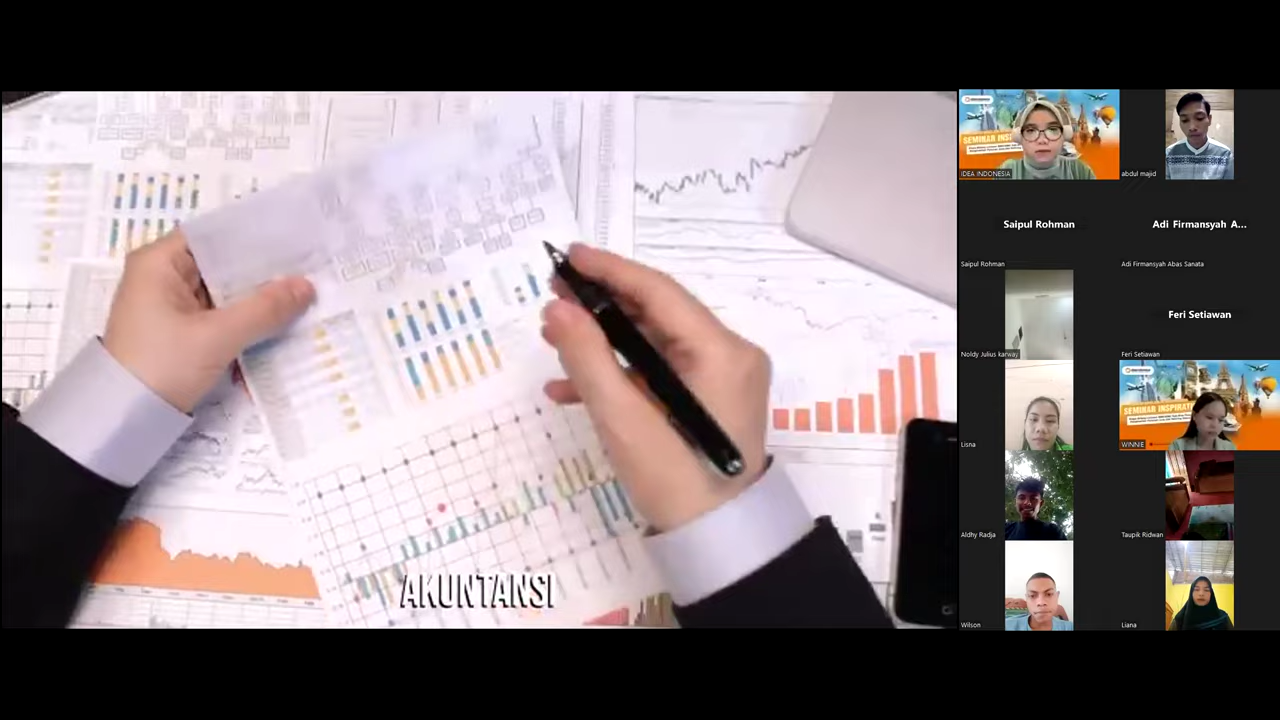 AKUNTANSI
SEMINAR INSPI
IDEA INDONESIA
abdul majid
Saipul Rohman
Adi Firmansyah A...
Saipul Rohman
Adi Firmansyah Abas Sanata
Feri Setiawan
Noldy Julius karway
Feri Setiawan
SEMINAR INSPIRAT
Lisna
WINNIE
Aldhy Radja
Taupik Ridwan
Wilson
Liana